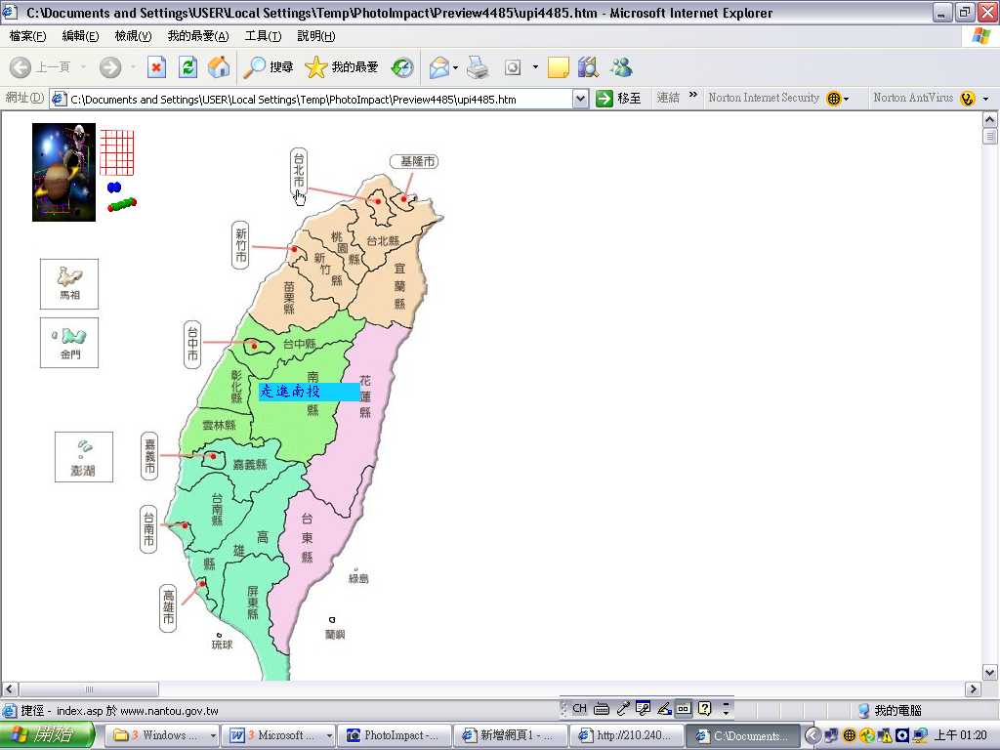 C:\Documents and Settings\USER\Local Settings\Temp\PhotoImpact\Preview4485\upi4485.htm - Microsoft Internet Explorer
檔案(F) 編輯(E) 檢視(V) 我的最愛(A) 工具(T) 說明(H)
上一頁 搜尋 我的最愛
網址(D) C:\Documents and Settings\USER\Local Settings\Temp\PhotoImpact\Preview4485\upi4485.htm 移至 連結 » Norton Internet Security Norton AntiVirus
台北市
基隆市
新竹市
桃園縣
台北縣
新竹縣
宜蘭縣
苗栗縣
馬祖
金門
台中市
台中縣
彰化縣
南
縣
走進南投
花蓮縣
雲林縣
嘉義市
嘉義縣
澎湖
台南市
台南縣
台東縣
高雄縣
綠島
高雄市
屏東縣
蘭嶼
琉球
捷徑 - index.asp 於 www.nantou.gov.tw
CH
我的電腦
開始 3 Windows ... 3 Microsoft ... PhotoImpact -... 新增網頁1 - ... http://210.240... C:\Documents... 上午 01:20